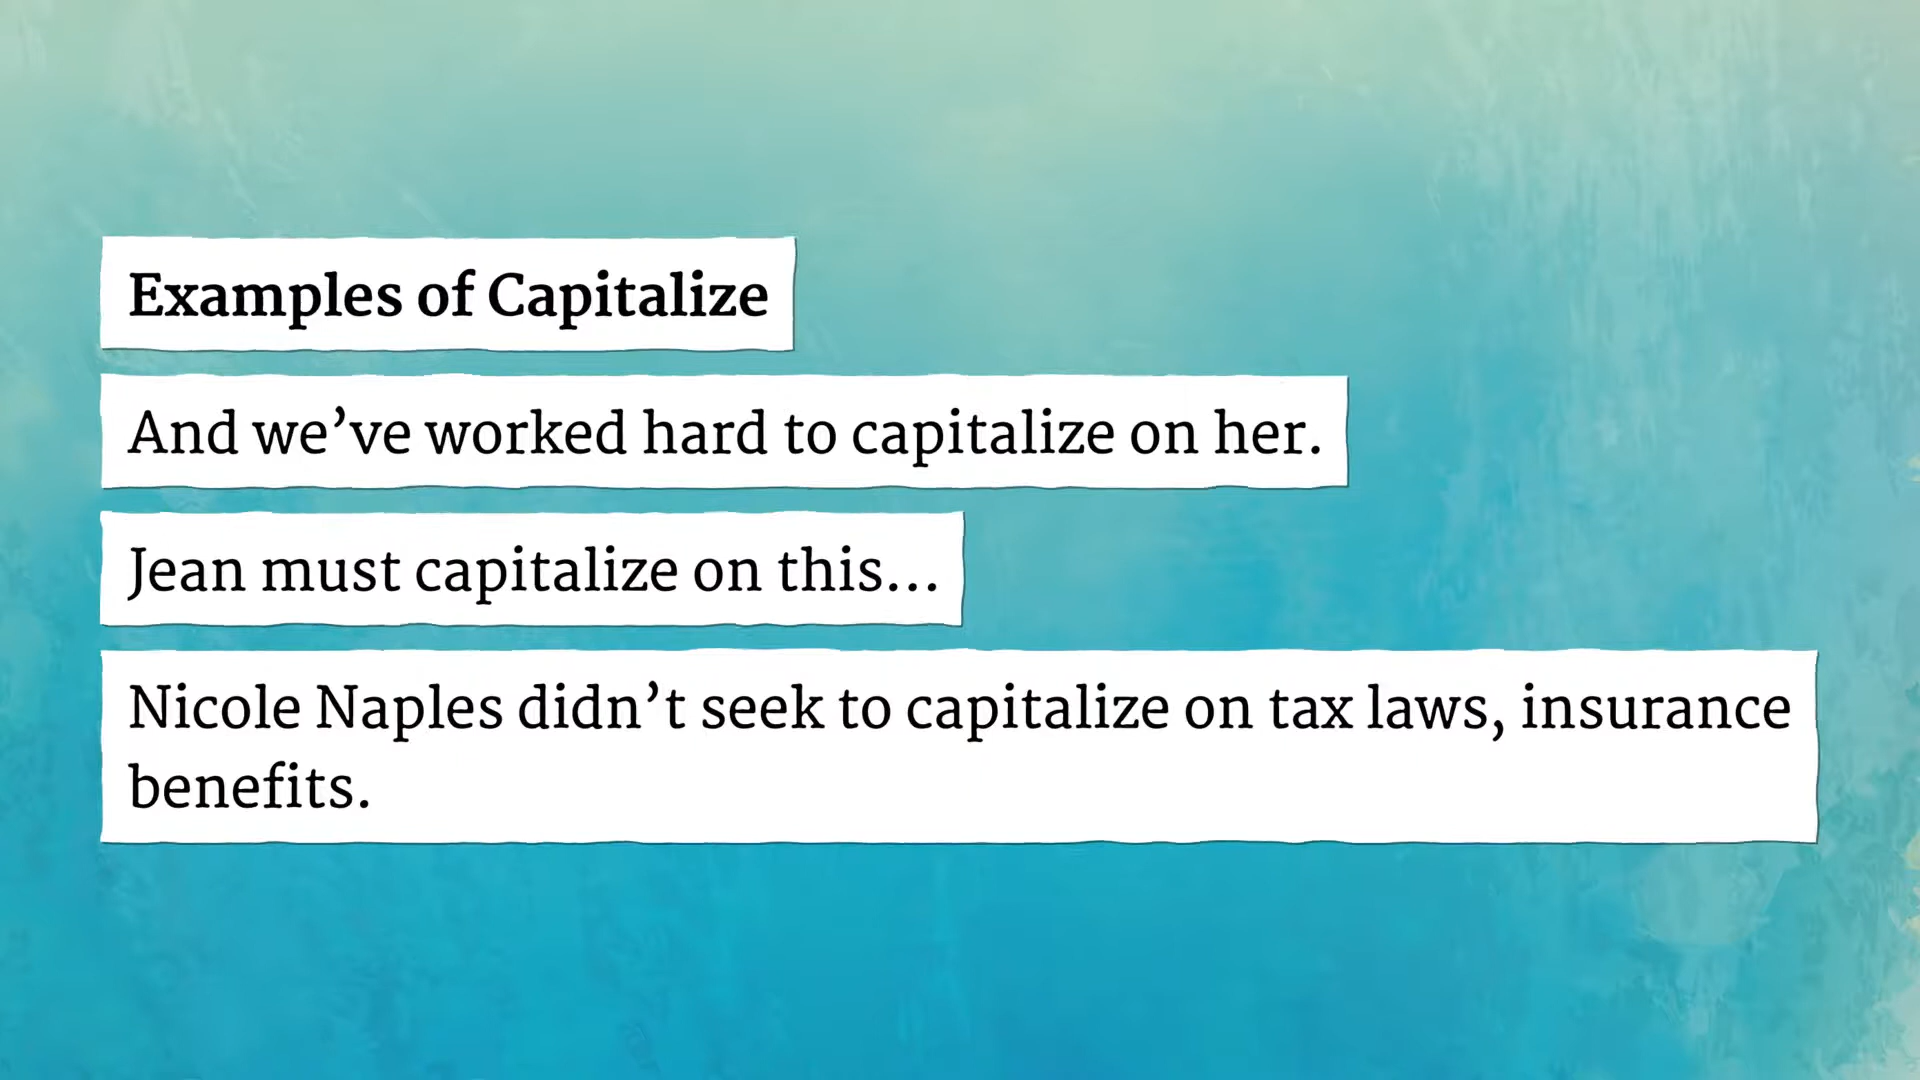 Examples of Capitalize
And we’ve worked hard to capitalize on her.
Jean must capitalize on this...
Nicole Naples didn’t seek to capitalize on tax laws, insurance
benefits.